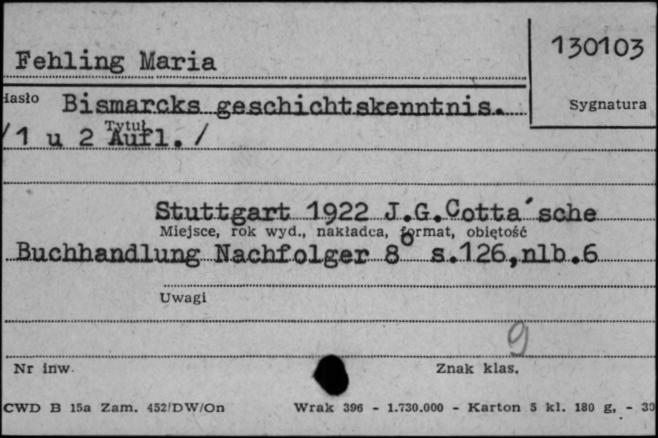 Fehling Maria
130103
Hasło Bismarcks geschichtskenntnis.
Sygnatura
Tytuł
/1 u 2 Aufl./
Stuttgart 1922 J.G.Cotta´sche
Miejsce, rok wyd., nakładca, format, objętość
Buchhandlung Nachfolger 8⁰ s.126,nlb.6
Uwagi
9
Nr inw.
Znak klas.
CWD B 15a Zam. 452/DW/On Wrak 396 - 1.730.000 - Karton 5 kl. 180 g, - 30